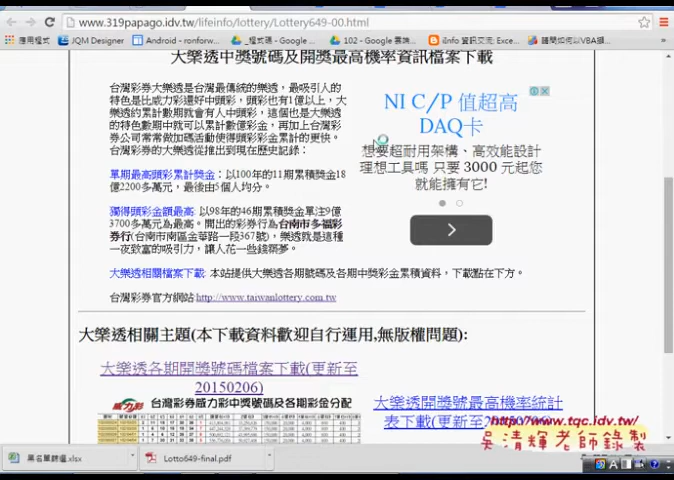 www.319papago.idv.tw/lifeinfo/lottery/Lottery649-00.html
應用程式 JQM Designer Android - ronforwork... _程式碼 - Google ... 102 - Google 雲端... iInfo 資訊交流: Exce...
大樂透中獎號碼及開獎最高機率資訊檔案下載
台灣彩券大樂透是台灣最傳統的樂透，最吸引人的
特色是比威力彩還好中頭彩，頭彩也有1億以上，大
樂透約累計數期就會有人中頭彩，這個也是大樂透
的特色數期中就可以累計數億彩金，再加上台灣彩
券公司常常做加碼活動使得頭彩彩金累計的更快。
台灣彩券的大樂透從推出到現在歷史記錄：
單期最高頭彩累計獎金：以100年的11期累積獎金18
億2200多萬元，最後由5個人均分。
獨得頭彩金額最高: 以98年的46期累積獎金單注9億
3700多萬元為最高。開出的彩券行為台南市多福彩
券行(台南市南區金華路一段367號)，樂透就是這種
一夜致富的吸引力，讓人花一些錢築夢。
大樂透相關檔案下載: 本站提供大樂透各期號碼及各期中獎彩金累積資料，下載點在下方。
台灣彩券官方網站 http://www.taiwanlottery.com.tw
NI C/P 值超高
DAQ卡
想要超耐用架構、高效能設計
理想工具嗎 只要 3000 元起您
就能擁有它!
大樂透相關主題(本下載資料歡迎自行運用,無版權問題):
大樂透各期開獎號碼檔案下載(更新至
20150206)
威力彩 台灣彩券威力彩中獎號碼及各期彩金分配
大樂透開獎號最高機率統計
表下載(更新至
http://www.tqc.idv.tw/
吳清輝老師錄製
黑名單篩選.xlsx Lotto649-final.pdf